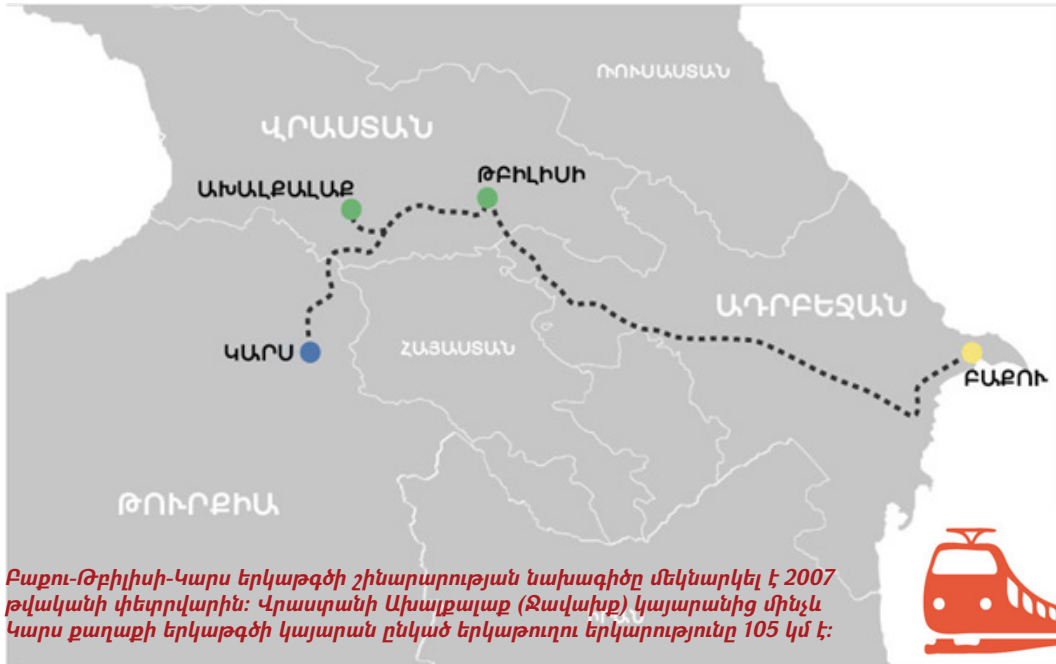 ՌՈՒՍԱՍՏԱՆ
ՎՐԱՍՏԱՆ
ԹԲԻԼԻՍԻ
ԱԽԱԼՔԱԼԱՔ
ԱԴՐԲԵՋԱՆ
ԿԱՐՍ
ՀԱՅԱՍՏԱՆ
ԲԱՔՈՒ
ԹՈՒՐՔԻԱ
Բաքու-Թբիլիսի-Կարս երկաթգծի շինարարության նախագիծը մեկնարկել է 2007
թվականի փետրվարին: Վրաստանի Ախալքալաք (Ջավախք) կայարանից մինչև
ԻՐԱՆ
Կարս քաղաքի երկաթգծի կայարան ընկած երկաթուղու երկարությունը 105 կմ է: